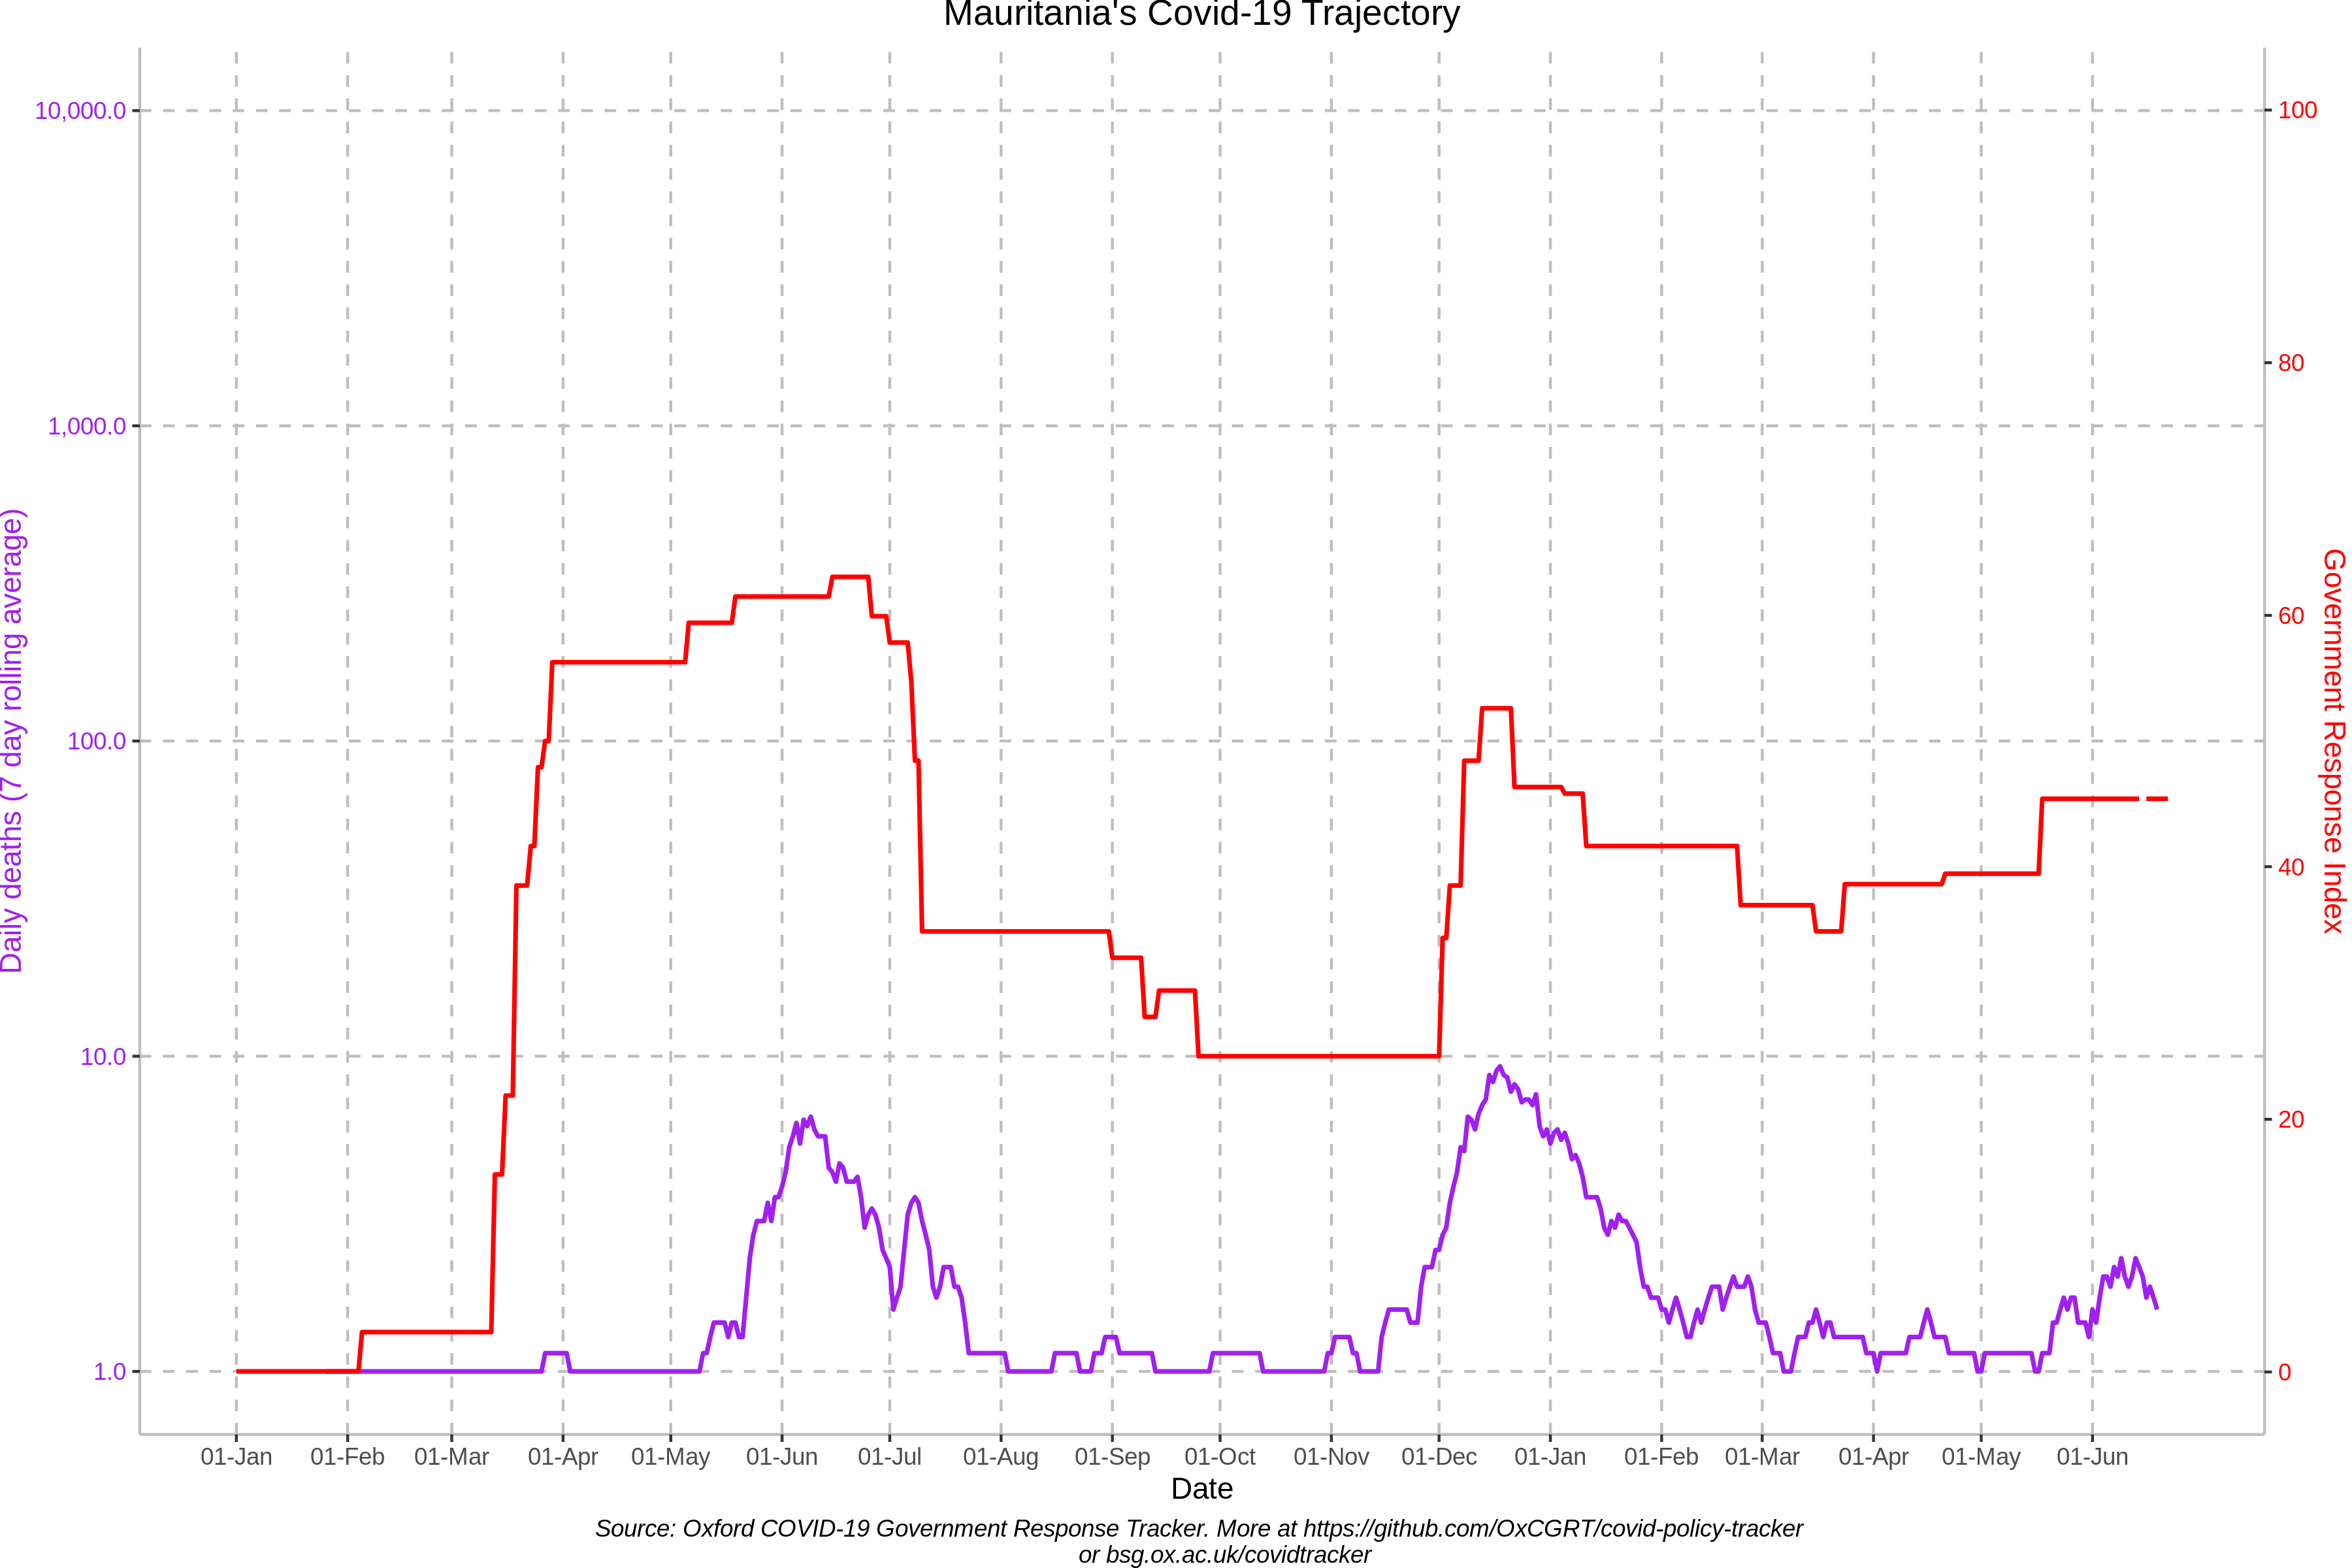 Mauritania's Covid-19 Trajectory
10,000.0
1,000.0
100.0
10.0
1.0
Daily deaths (7 day rolling average)
100
80
60
40
20
0
Government Response Index
01-Jan 01-Feb 01-Mar 01-Apr 01-May 01-Jun 01-Jul 01-Aug 01-Sep 01-Oct 01-Nov 01-Dec 01-Jan 01-Feb 01-Mar 01-Apr 01-May 01-Jun
Date
Source: Oxford COVID-19 Government Response Tracker. More at https://github.com/OxCGRT/covid-policy-tracker
or bsg.ox.ac.uk/covidtracker